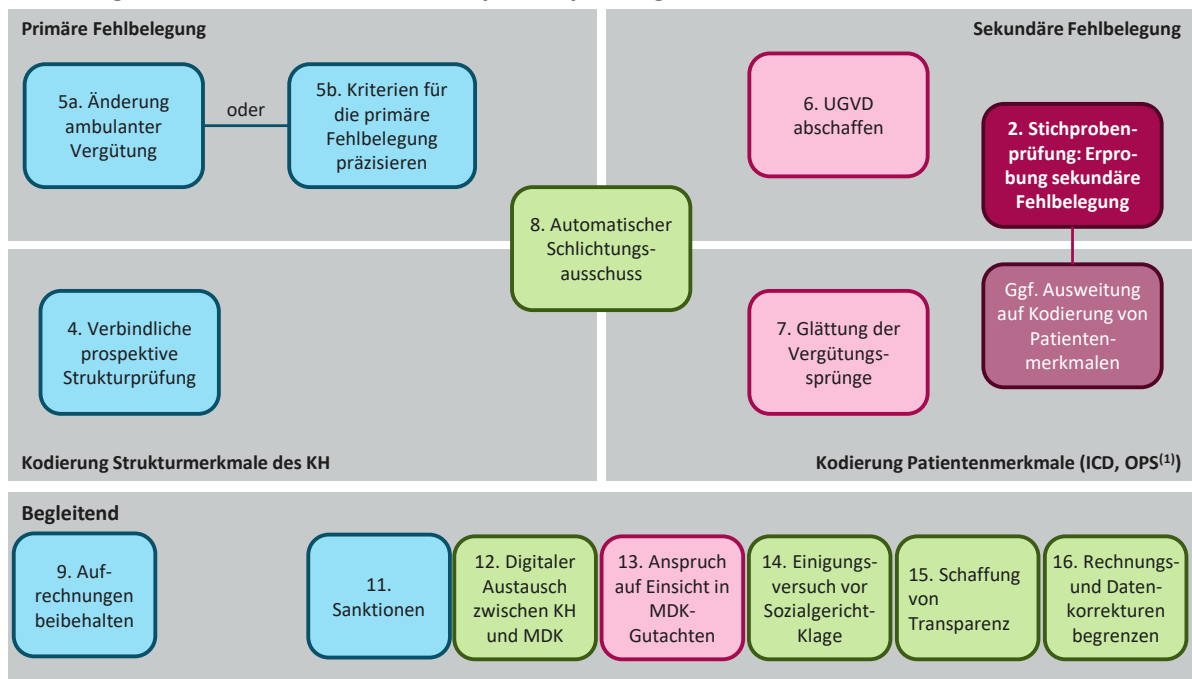 Primäre Fehlbelegung
5a. Änderung
ambulanter
Vergütung
oder
5b. Kriterien für
die primäre
Fehlbelegung
präzisieren
Sekundäre Fehlbelegung
6. UGVD
abschaffen
2. Stichproben-
prüfung: Erpro-
bung sekundäre
Fehlbelegung
8. Automatischer
Schlichtungs-
ausschuss
4. Verbindliche
prospektive
Strukturprüfung
Kodierung Strukturmerkmale des KH
7. Glättung der
Vergütungs-
sprünge
Ggf. Ausweitung
auf Kodierung von
Patienten-
merkmalen
Kodierung Patientenmerkmale (ICD, OPS(1))
Begleitend
9. Auf-
rechnungen
beibehalten
11.
Sanktionen
12. Digitaler
Austausch
zwischen KH
und MDK
13. Anspruch
auf Einsicht in
MDK-
Gutachten
14. Einigungs-
versuch vor
Sozialgericht-
Klage
15. Schaffung
von
Transparenz
16. Rechnungs-
und Daten-
korrekturen
begrenzen